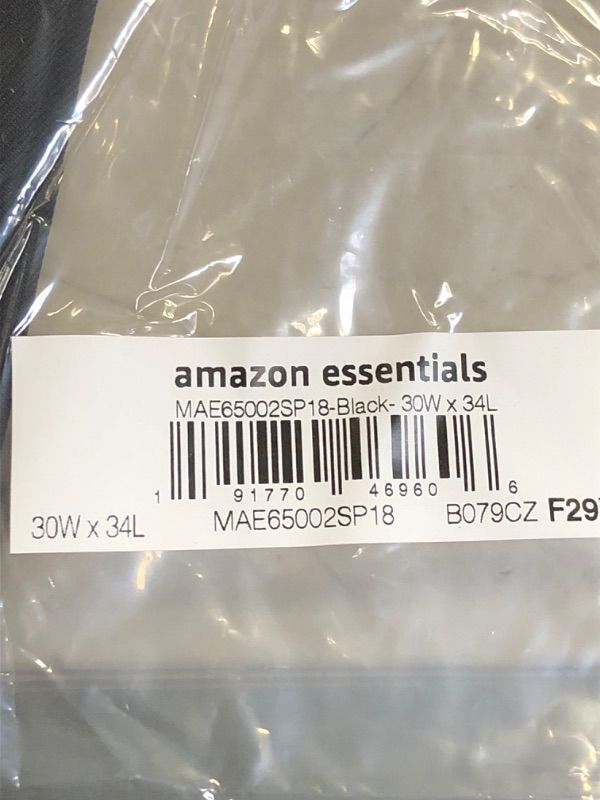 amazon essentials
MAE65002SP18-Black- 30W x 34L
1 91770 46960 6
30W x 34L MAE65002SP18 B079CZ F29